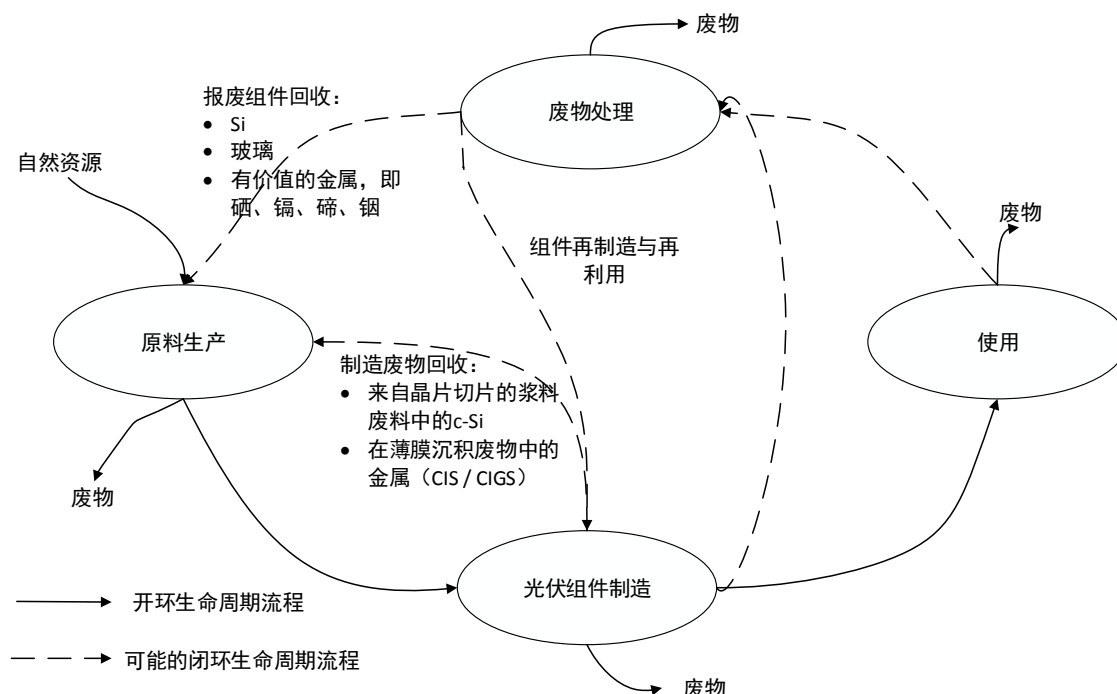 废物
废物处理
报废组件回收：
• Si
• 玻璃
• 有价值的金属，即
硒、镉、碲、铟
自然资源
废物
组件再制造与再
利用
原料生产
使用
制造废物回收：
• 来自晶片切片的浆料
废料中的c-Si
• 在薄膜沉积废物中的
金属（CIS / CIGS）
废物
光伏组件制造
开环生命周期流程
可能的闭环生命周期流程
废物